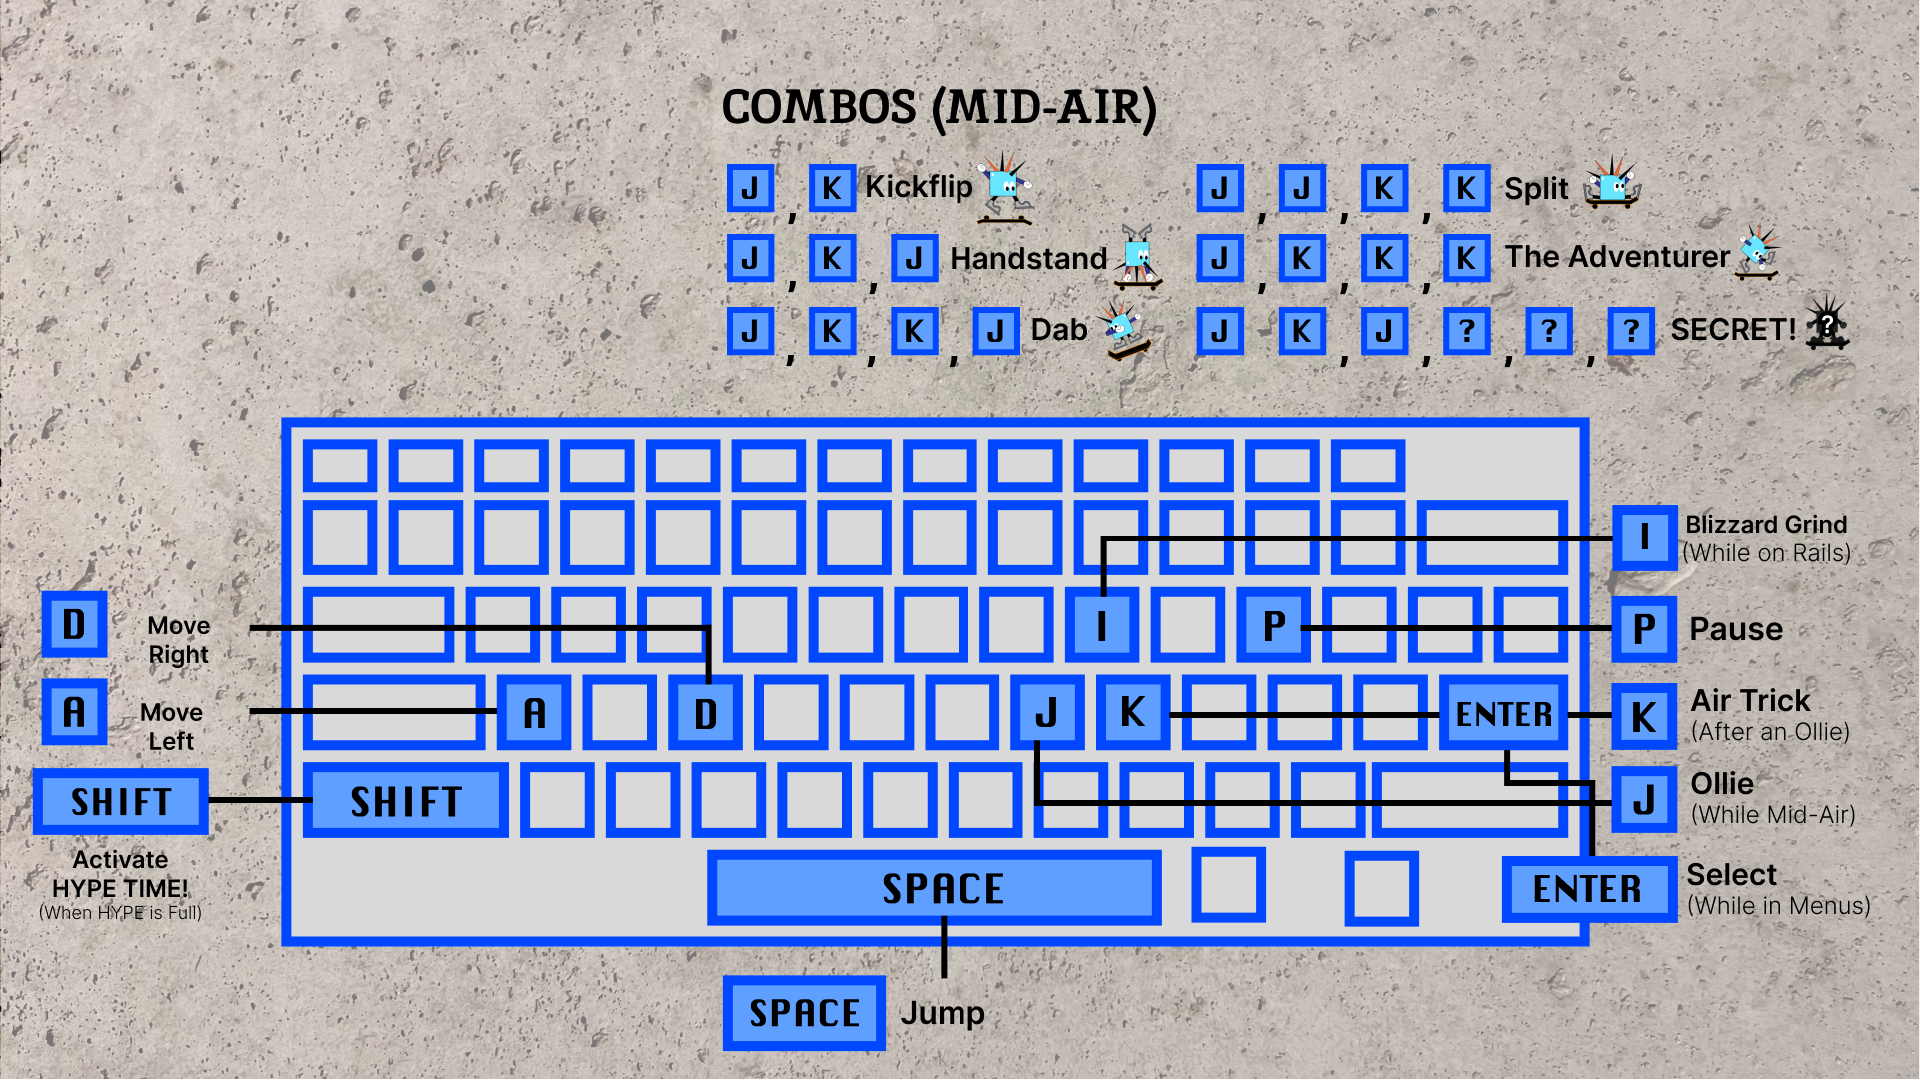 COMBOS (MID-AIR)
J , K Kickflip
J , J , K , K Split
J , K , J Handstand
J , K , K , K The Adventurer
J , K , K , J Dab
J , K , J , ? , ? , ? SECRET!
?
I Blizzard Grind
(While on Rails)
D Move
Right
I P
P Pause
A Move
Left
A D J K ENTER
K Air Trick
(After an Ollie)
SHIFT SHIFT
J Ollie
(While Mid-Air)
Activate
HYPE TIME!
(When HYPE is Full)
SPACE
ENTER Select
(While in Menus)
SPACE Jump